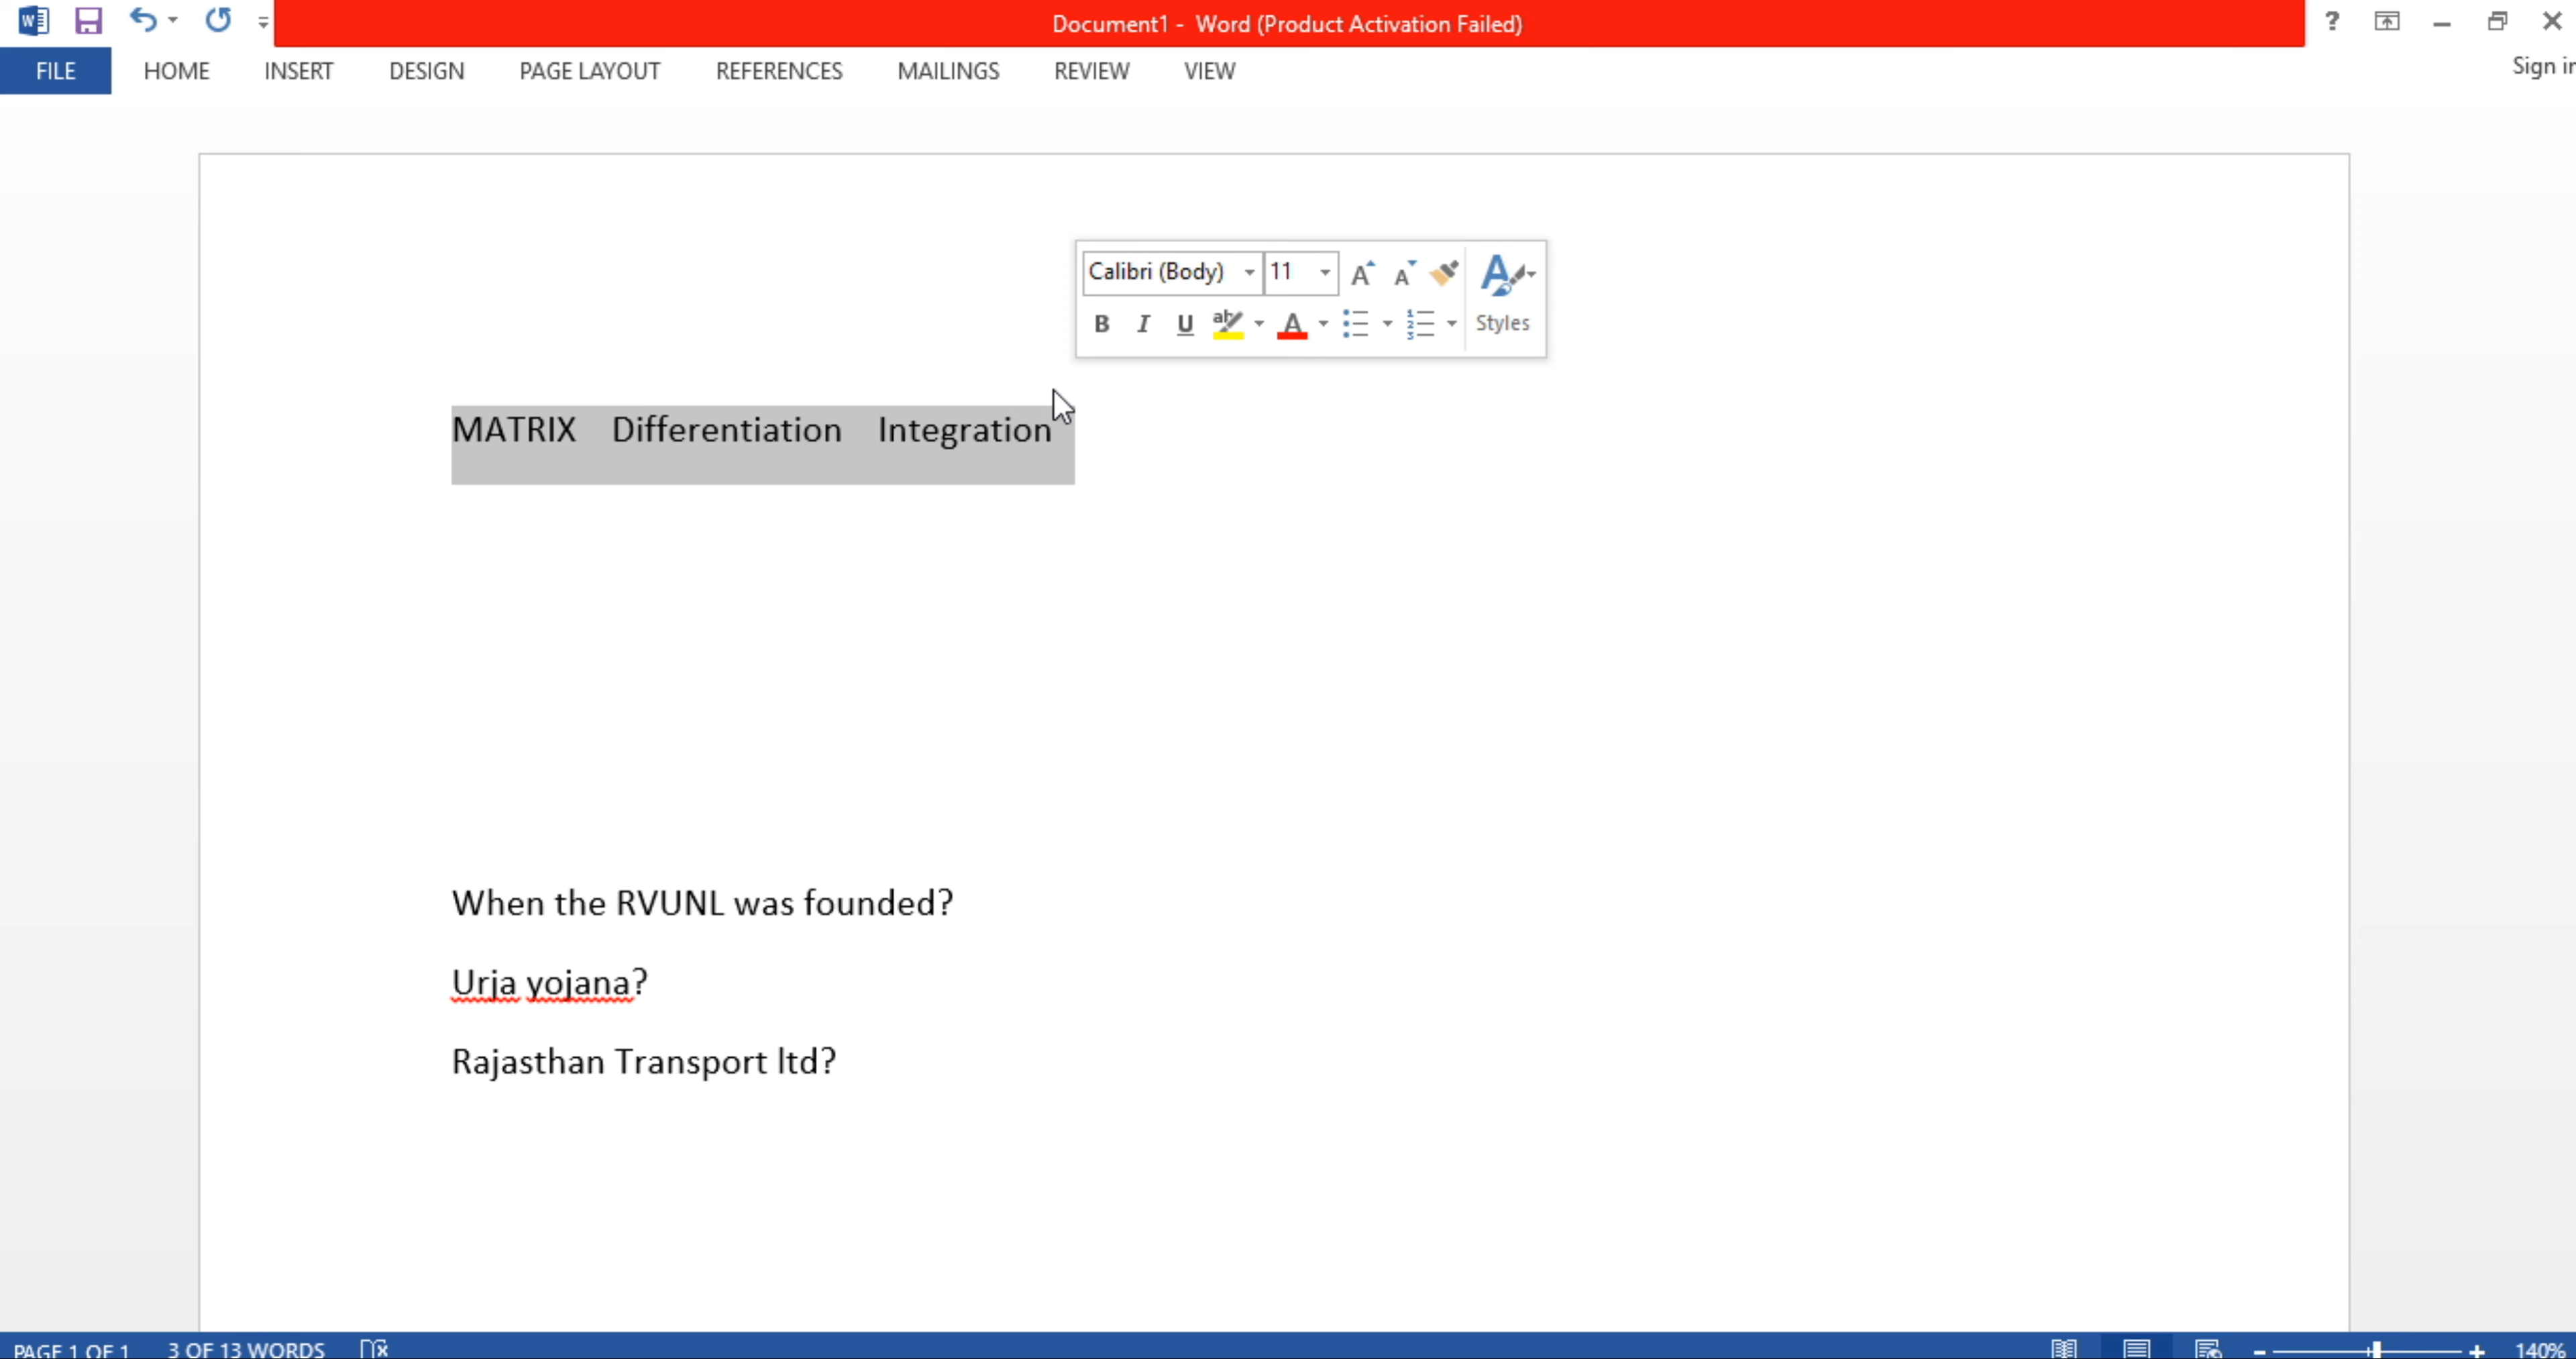 Document1 - Word (Product Activation Failed)
FILE HOME INSERT DESIGN PAGE LAYOUT REFERENCES MAILINGS REVIEW VIEW Sign in
Calibri (Body) 11
Styles
MATRIX Differentiation Integration
When the RVUNL was founded?
Urja yojana?
Rajasthan Transport ltd?
PAGE 1 OF 1 3 OF 13 WORDS 140%